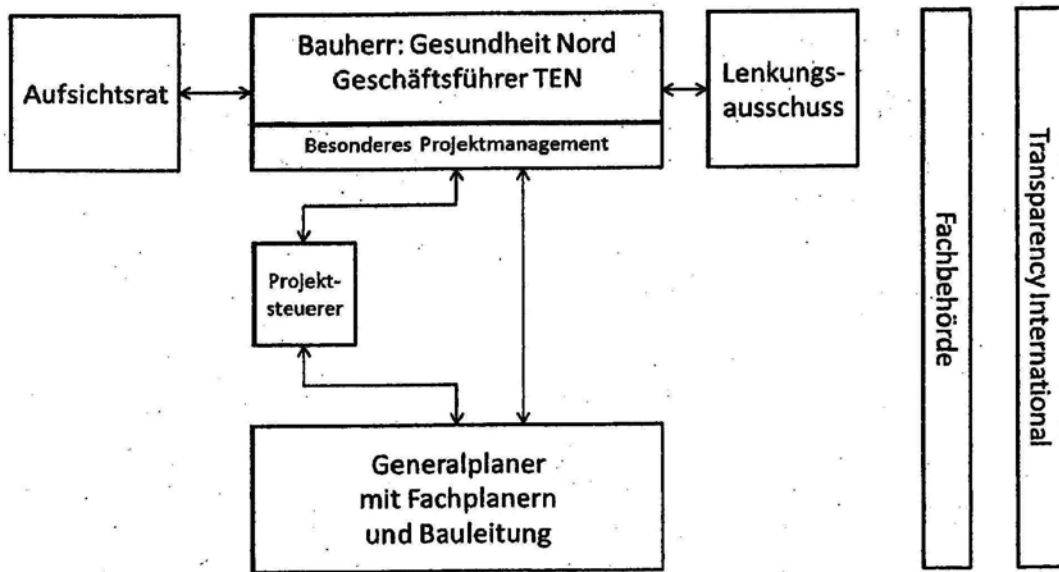 Aufsichtsrat
Bauherr: Gesundheit Nord
Geschäftsführer TEN
Besonderes Projektmanagement
Lenkungs-
ausschuss
Projekt-
steuerer
Generalplaner
mit Fachplanern
und Bauleitung
Fachbehörde
Transparency International